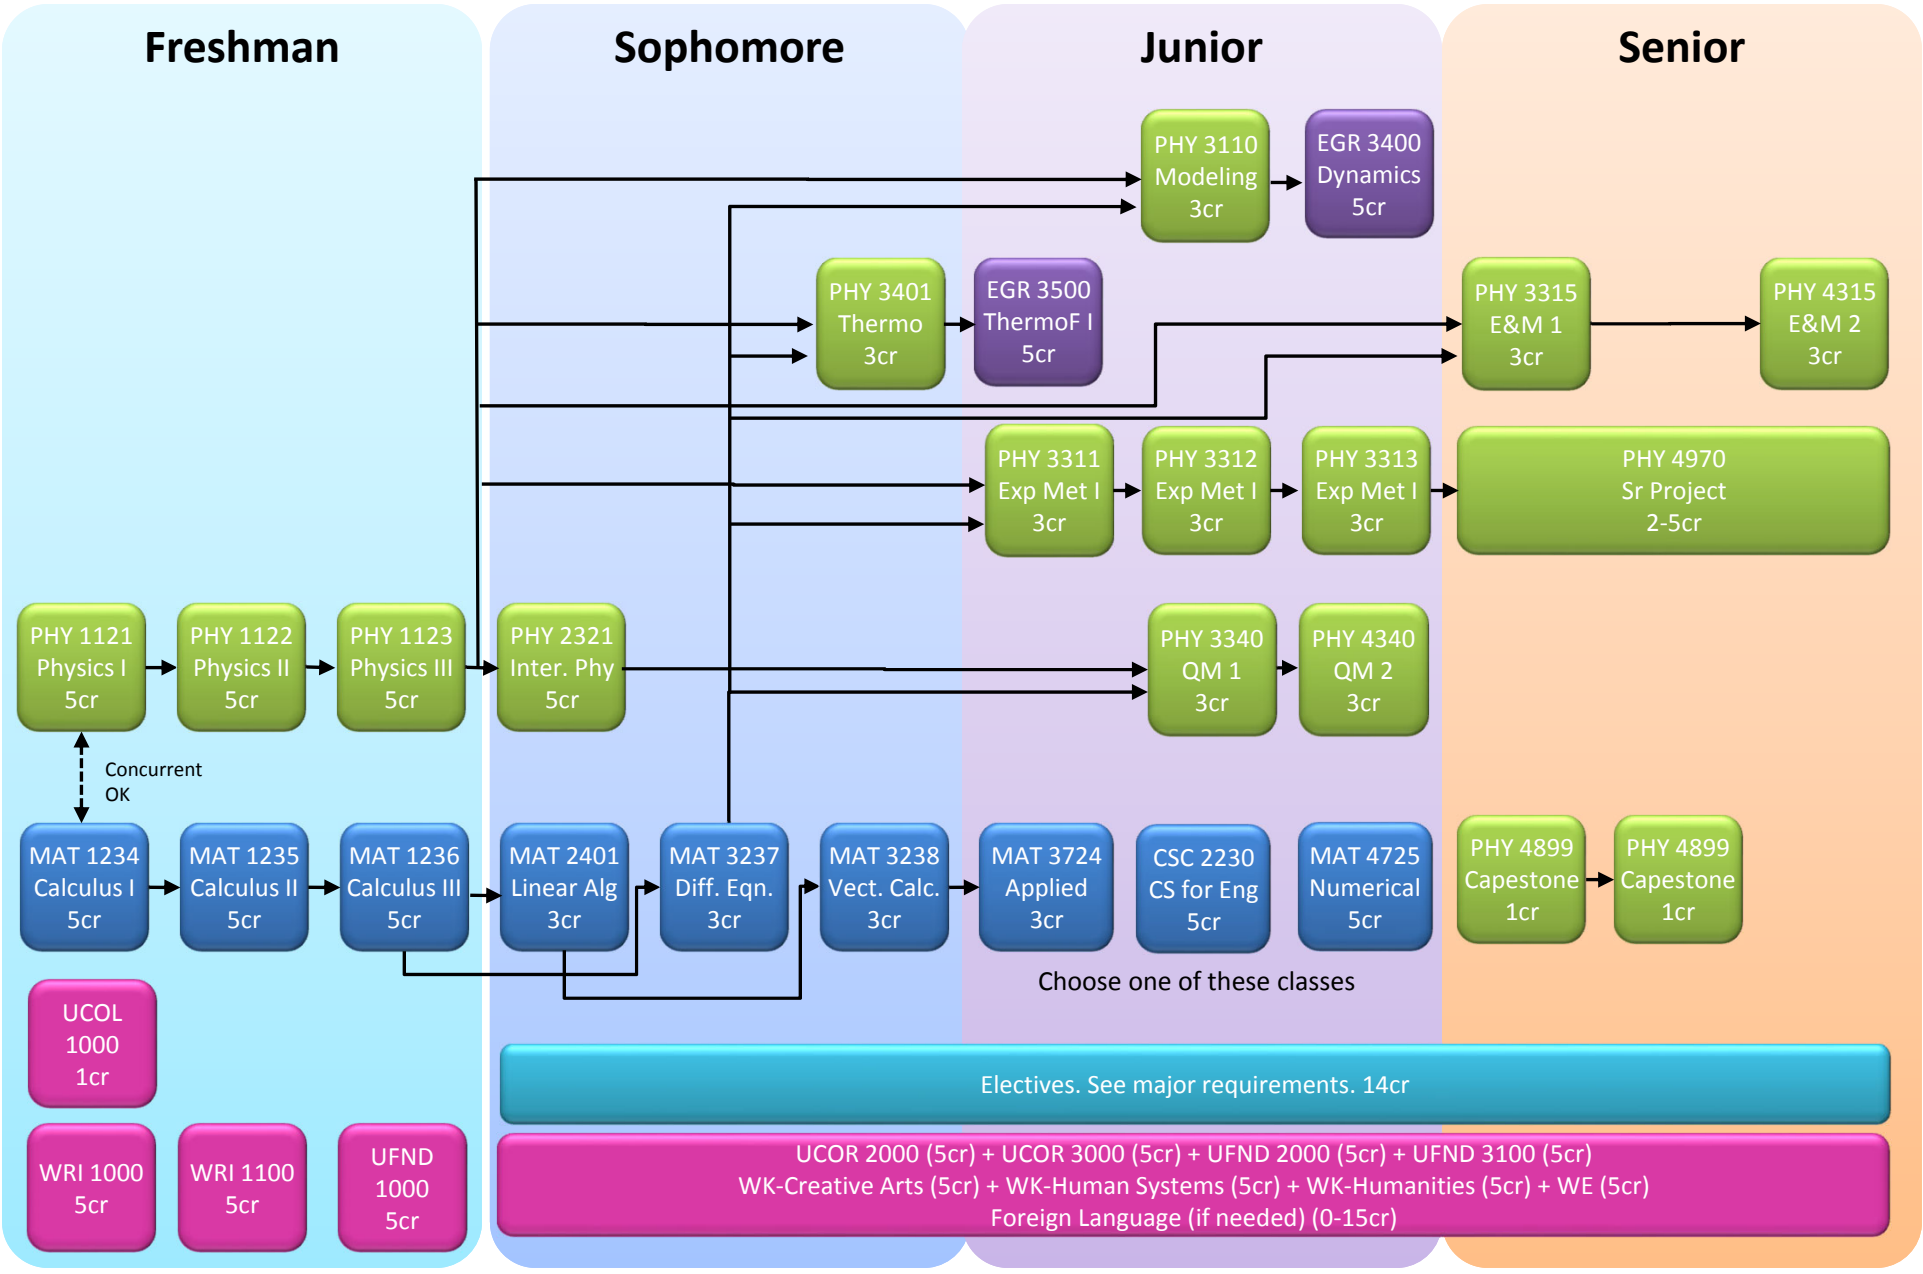 Freshman
Sophomore
Junior
Senior
PHY 3110
Modeling
3cr
EGR 3400
Dynamics
5cr
PHY 3401
Thermo
3cr
EGR 3500
ThermoF I
5cr
PHY 3315
E&M 1
3cr
PHY 4315
E&M 2
3cr
PHY 3311
Exp Met I
3cr
PHY 3312
Exp Met I
3cr
PHY 3313
Exp Met I
3cr
PHY 4970
Sr Project
2-5cr
PHY 1121
Physics I
5cr
PHY 1122
Physics II
5cr
PHY 1123
Physics III
5cr
PHY 2321
Inter. Phy
5cr
PHY 3340
QM 1
3cr
PHY 4340
QM 2
3cr
Concurrent
OK
MAT 1234
Calculus I
5cr
MAT 1235
Calculus II
5cr
MAT 1236
Calculus III
5cr
MAT 2401
Linear Alg
3cr
MAT 3237
Diff. Eqn.
3cr
MAT 3238
Vect. Calc.
3cr
MAT 3724
Applied
3cr
CSC 2230
CS for Eng
5cr
MAT 4725
Numerical
5cr
PHY 4899
Capestone
1cr
PHY 4899
Capestone
1cr
Choose one of these classes
UCOL
1000
1cr
Electives. See major requirements. 14cr
WRI 1000
5cr
WRI 1100
5cr
UFND
1000
5cr
UCOR 2000 (5cr) + UCOR 3000 (5cr) + UFND 2000 (5cr) + UFND 3100 (5cr)
WK-Creative Arts (5cr) + WK-Human Systems (5cr) + WK-Humanities (5cr) + WE (5cr)
Foreign Language (if needed) (0-15cr)